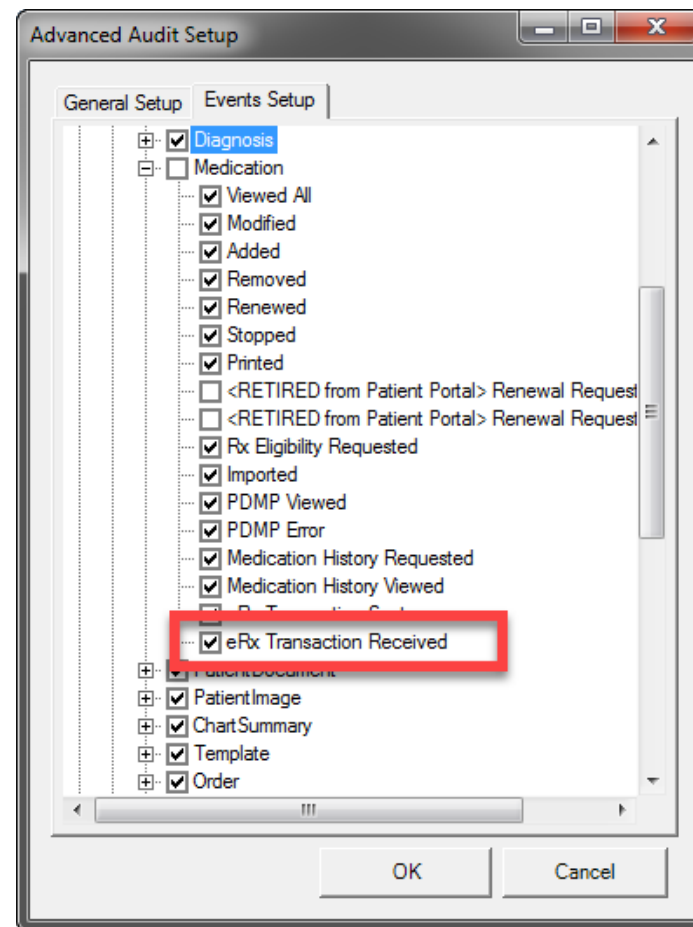 Advanced Audit Setup
General Setup Events Setup
Diagnosis
Medication
Viewed All
Modified
Added
Removed
Renewed
Stopped
Printed
<RETIRED from Patient Portal> Renewal Request
<RETIRED from Patient Portal> Renewal Request
Rx Eligibility Requested
Imported
PDMP Viewed
PDMP Error
Medication History Requested
Medication History Viewed
eRx Transaction Received
PatientDocument
PatientImage
ChartSummary
Template
Order
OK Cancel